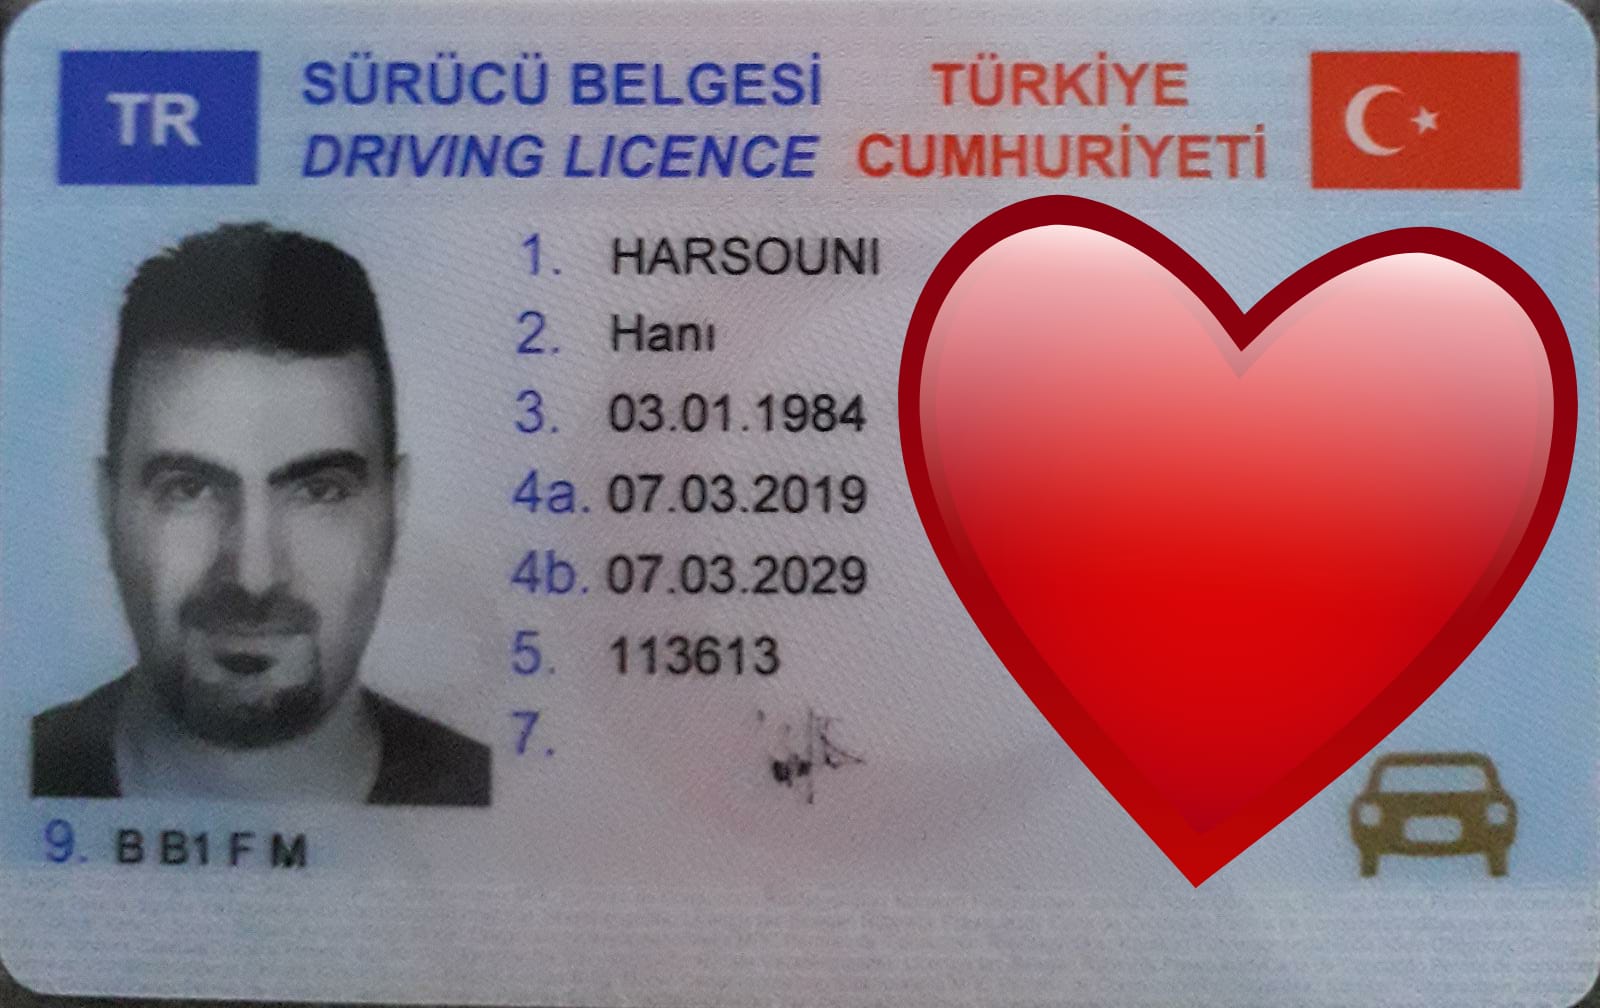 TR
SÜRÜCÜ BELGESİ TÜRKİYE
DRIVING LICENCE CUMHURİYETİ
1. HARSOUNI
2. Hanı
3. 03.01.1984
4a. 07.03.2019
4b. 07.03.2029
5. 113613
7.
9. B B1 F M